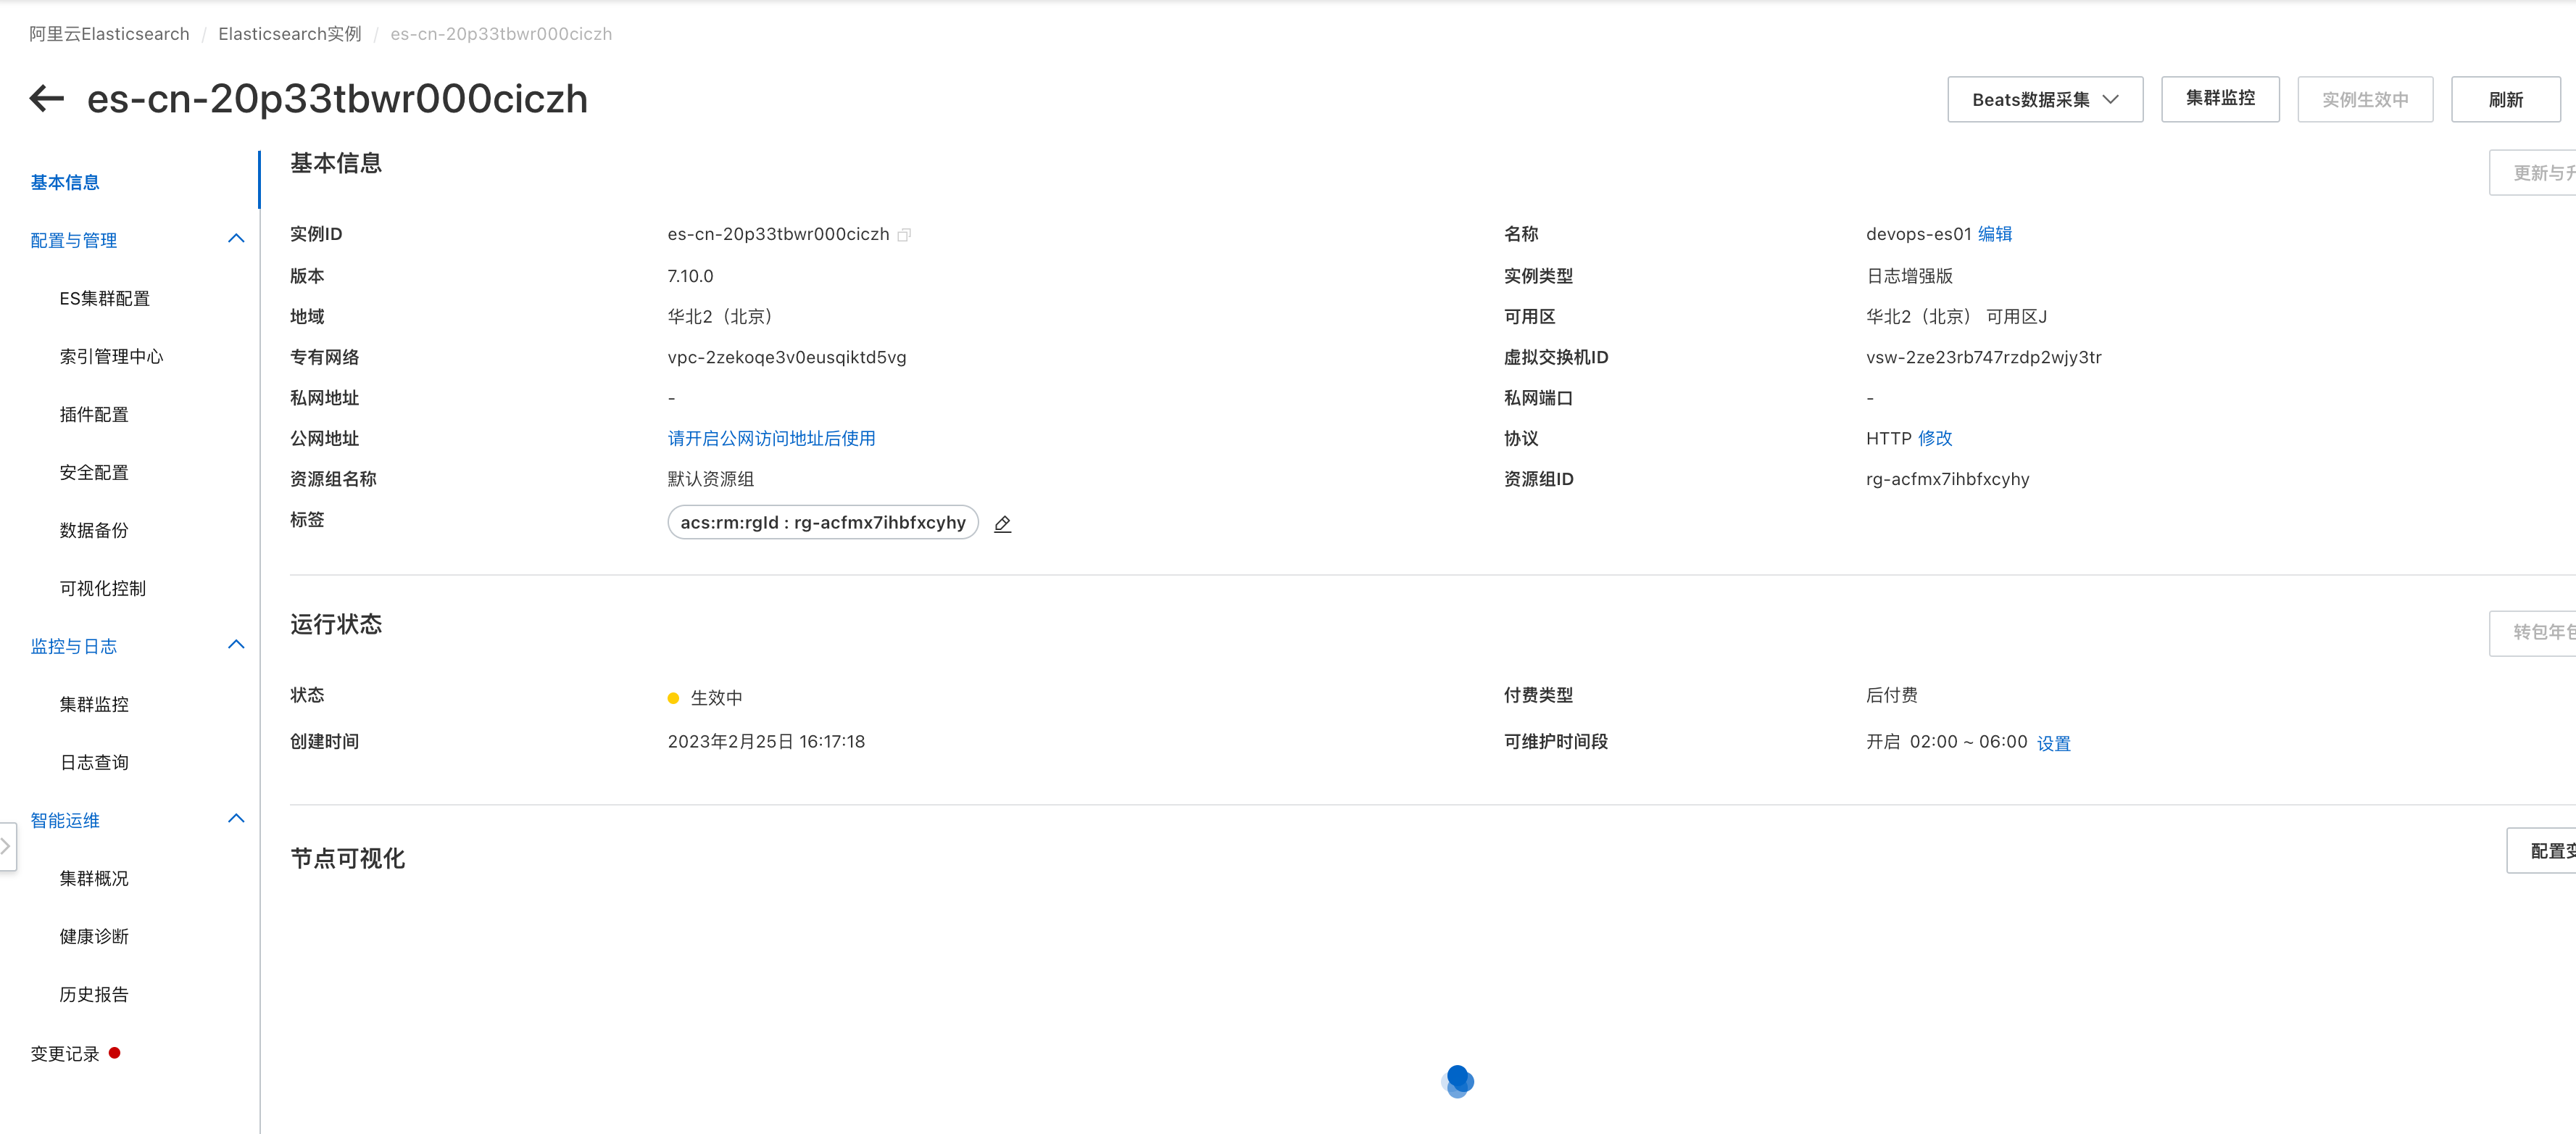 阿里云Elasticsearch / Elasticsearch实例 / es-cn-20p33tbwr000ciczh
es-cn-20p33tbwr000ciczh
Beats数据采集 集群监控 实例生效中 刷新
基本信息
配置与管理
ES集群配置
索引管理中心
插件配置
安全配置
数据备份
可视化控制
监控与日志
集群监控
日志查询
智能运维
集群概况
健康诊断
历史报告
变更记录
基本信息
更新与升
实例ID es-cn-20p33tbwr000ciczh 名称 devops-es01 编辑
版本 7.10.0 实例类型 日志增强版
地域 华北2（北京） 可用区 华北2（北京） 可用区J
专有网络 vpc-2zekoqe3v0eusqiktd5vg 虚拟交换机ID vsw-2ze23rb747rzdp2wjy3tr
私网地址 - 私网端口 -
公网地址 请开启公网访问地址后使用 协议 HTTP 修改
资源组名称 默认资源组 资源组ID rg-acfmx7ihbfxcyhy
标签 acs:rm:rgId : rg-acfmx7ihbfxcyhy
运行状态
转包年包
状态 生效中 付费类型 后付费
创建时间 2023年2月25日 16:17:18 可维护时间段 开启 02:00 ~ 06:00 设置
节点可视化
配置变